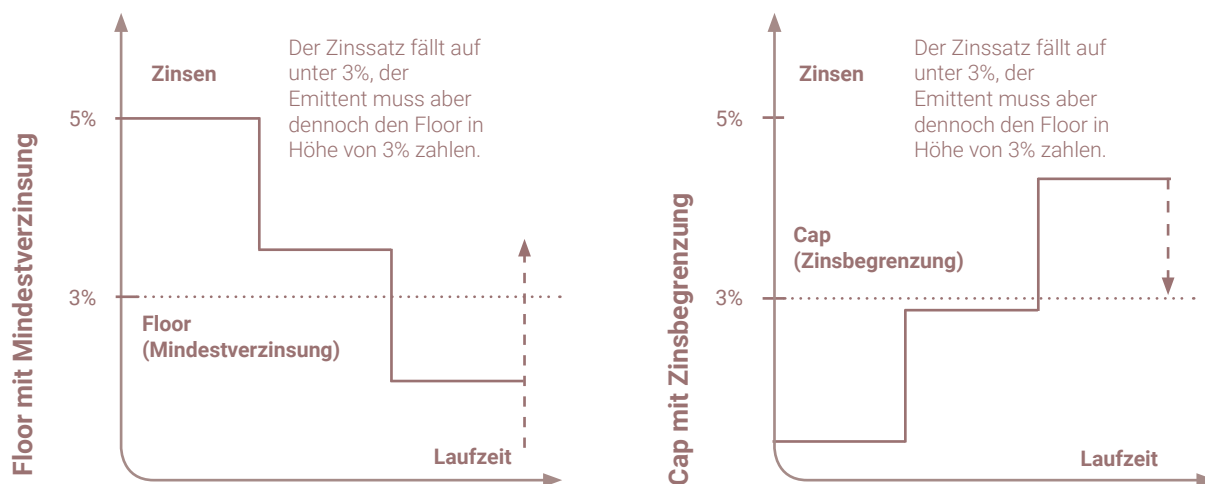 Floor mit Mindestverzinsung
Zinsen
Der Zinssatz fällt auf
unter 3%, der
Emittent muss aber
dennoch den Floor in
Höhe von 3% zahlen.
5%
3%
Floor
(Mindestverzinsung)
Laufzeit
Cap mit Zinsbegrenzung
Zinsen
Der Zinssatz fällt auf
unter 3%, der
Emittent muss aber
dennoch den Floor in
Höhe von 3% zahlen.
5%
Cap
(Zinsbegrenzung)
3%
Laufzeit